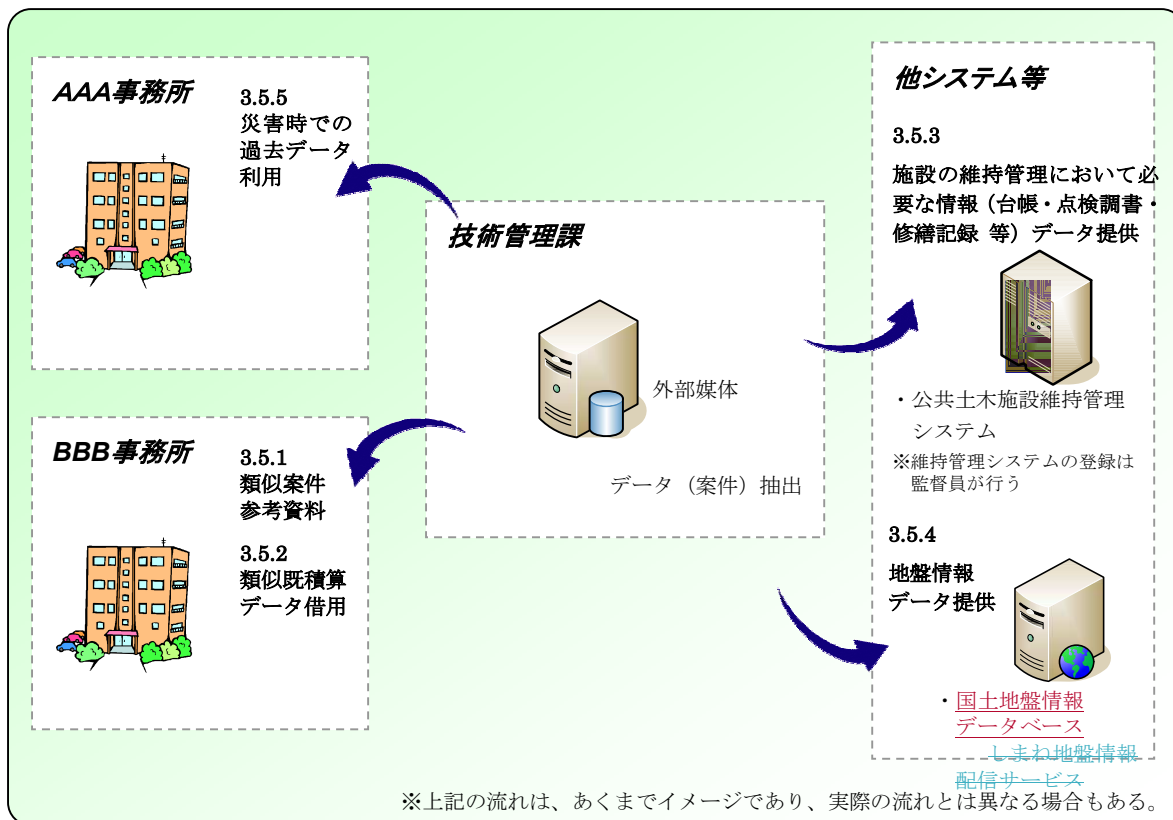 AAA事務所
3.5.5
災害時での
過去データ
利用
BBB事務所
3.5.1
類似案件
参考資料
3.5.2
類似既積算
データ借用
技術管理課
外部媒体
データ（案件）抽出
他システム等
3.5.3
施設の維持管理において必
要な情報（台帳・点検調書・
修繕記録 等）データ提供
・公共土木施設維持管理
システム
※維持管理システムの登録は
監督員が行う
3.5.4
地盤情報
データ提供
・国土地盤情報
データベース
しまね地盤情報
配信サービス
※上記の流れは、あくまでイメージであり、実際の流れとは異なる場合もある。